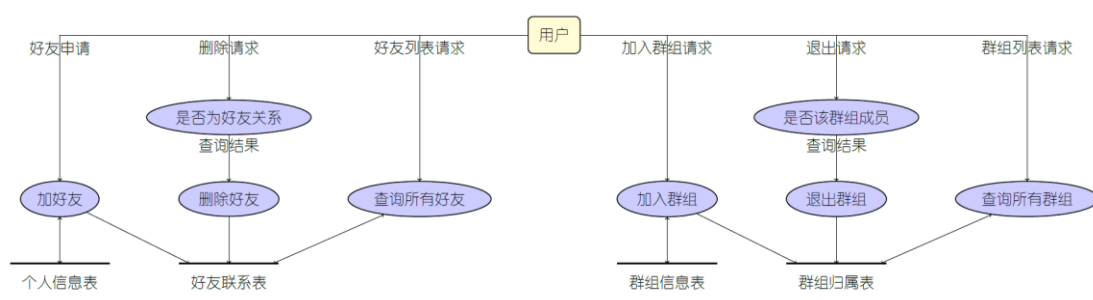 用户
好友申请
删除请求
好友列表请求
加入群组请求
退出请求
群组列表请求
是否为好友关系
是否该群组成员
查询结果
查询结果
加好友
删除好友
查询所有好友
加入群组
退出群组
查询所有群组
个人信息表
好友联系表
群组信息表
群组归属表